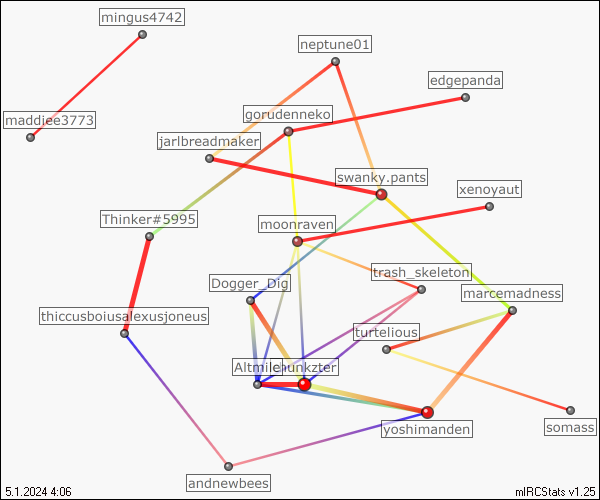 mingus4742
neptune01
edgepanda
maddiee3773
gorudenneko
jarlbreadmaker
swanky.pants
xenoyaut
Thinker#5995
moonraven
trash_skeleton
Dogger_Dig
marcemadness
thiccusboiusalexusjoneus
turtelious
Altmile
hunkzter
yoshimanden
somass
andnewbees
5.1.2024 4:06
mIRCStats v1.25